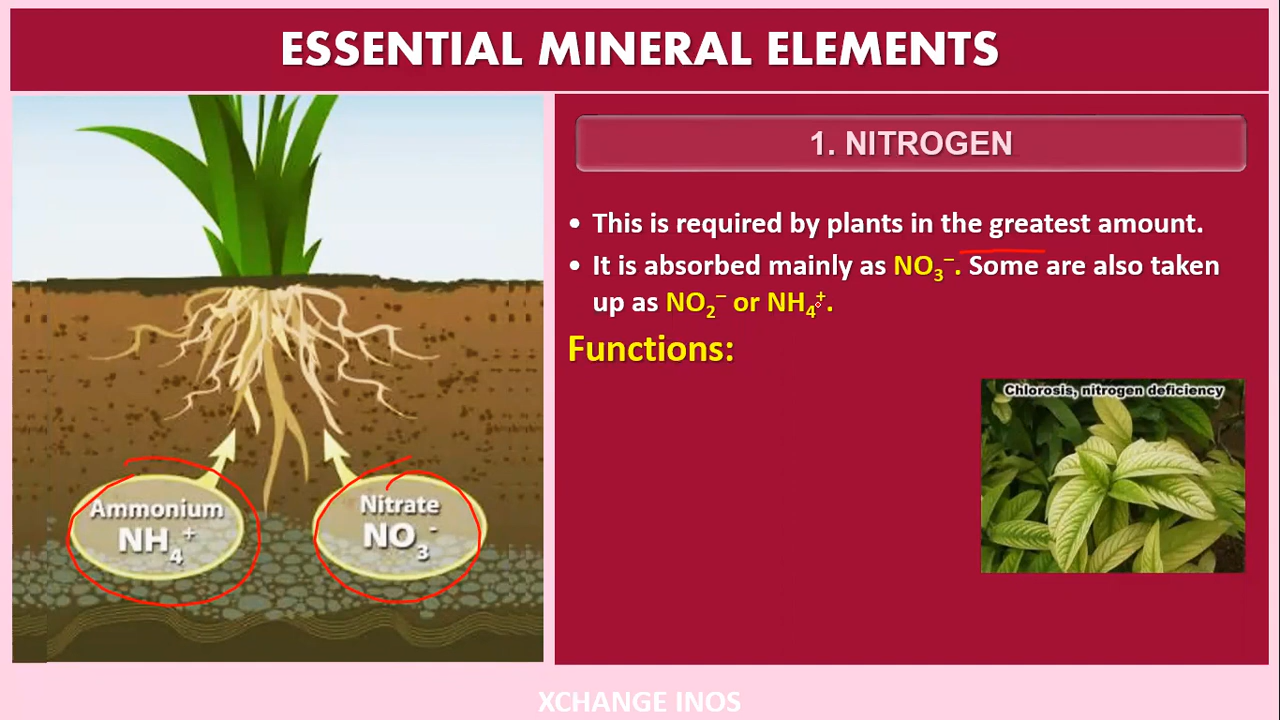 ESSENTIAL MINERAL ELEMENTS
1. NITROGEN
• This is required by plants in the greatest amount.
• It is absorbed mainly as NO₃⁻. Some are also taken
up as NO₂⁻ or NH₄⁺.
Functions:
Chlorosis, nitrogen deficiency
Ammonium
NH₄⁺
Nitrate
NO₃⁻
XCHANGE INOS